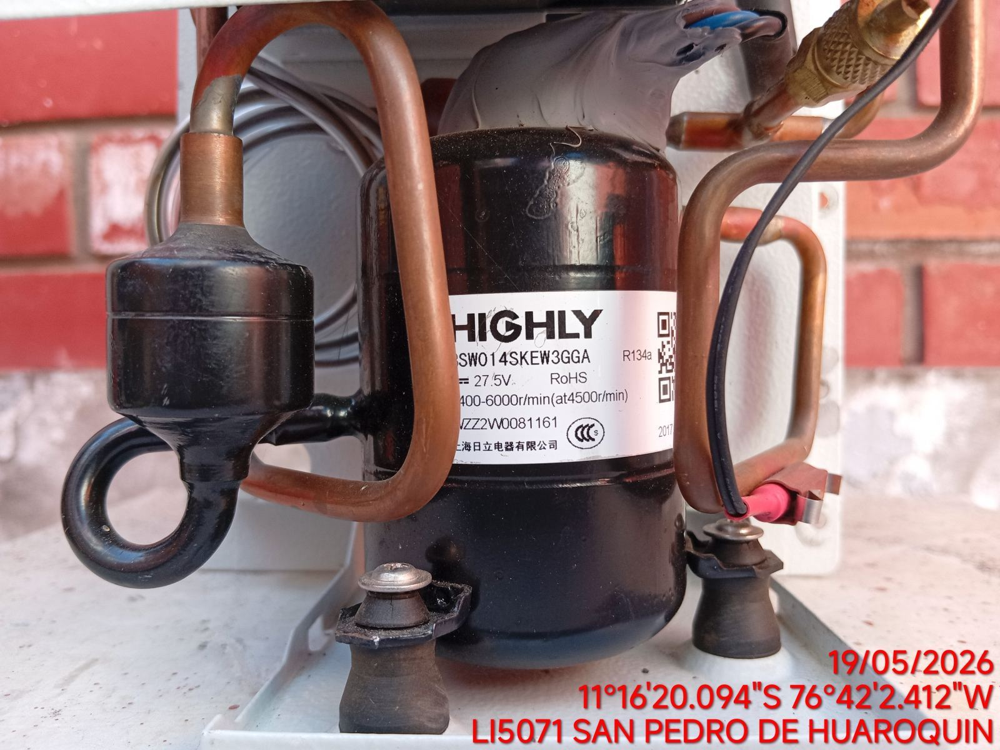 HIGHLY
SW014SKEW3GGA R134a
27.5V RoHS
400-6000r/min(at4500r/min)
ZZ2W0081161
上海日立电器有限公司
2017
19/05/2026
11°16'20.094"S 76°42'2.412"W
LI5071 SAN PEDRO DE HUAROQUIN